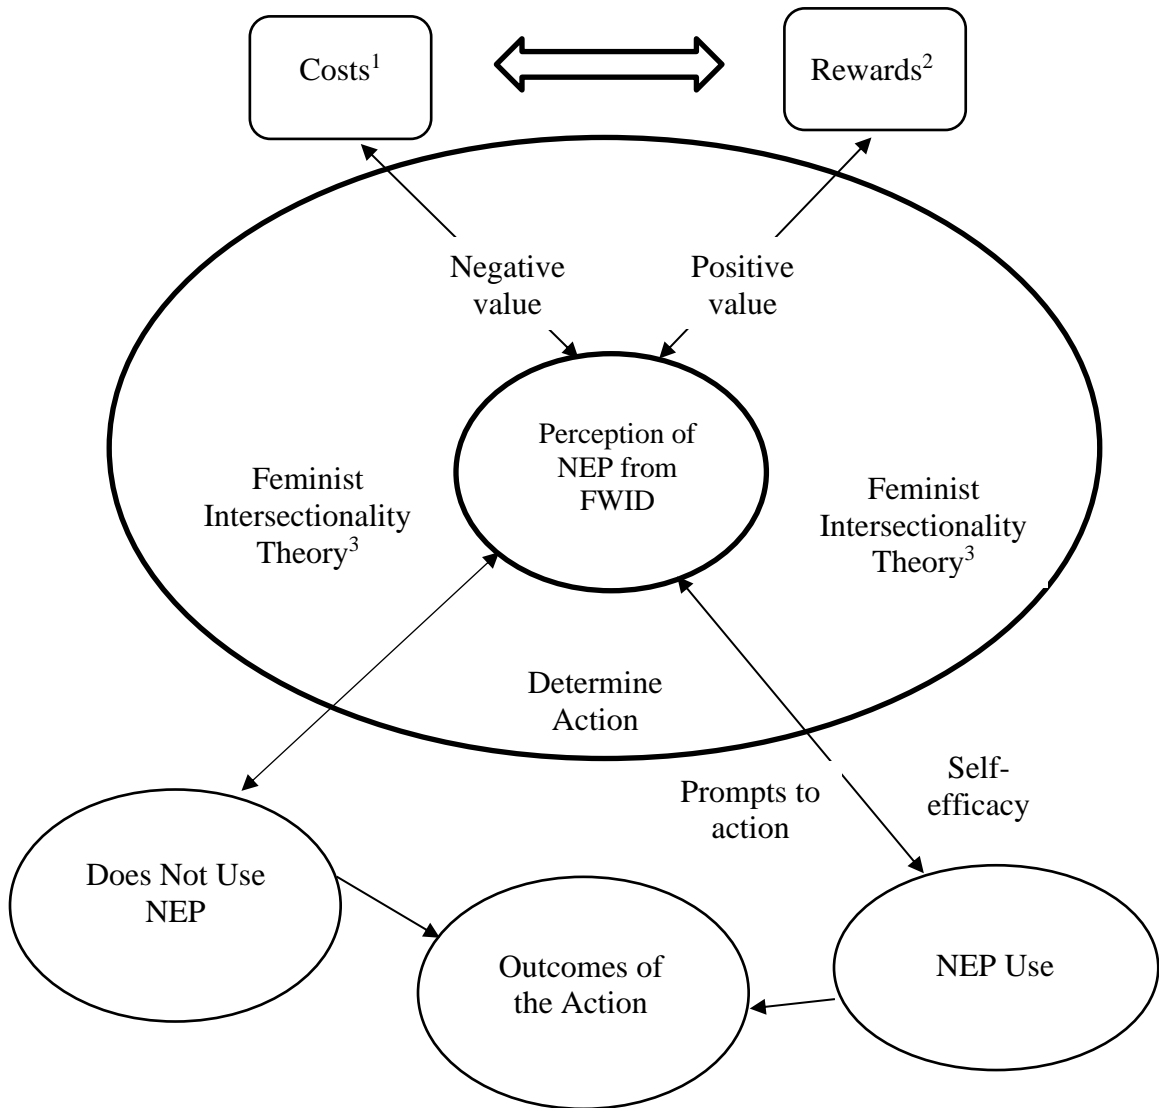 Costs¹
Rewards²
Negative
value
Positive
value
Perception of
NEP from
FWID
Feminist
Intersectionality
Theory³
Feminist
Intersectionality
Theory³
Determine
Action
Prompts to
action
Self-
efficacy
Does Not Use
NEP
Outcomes of
the Action
NEP Use